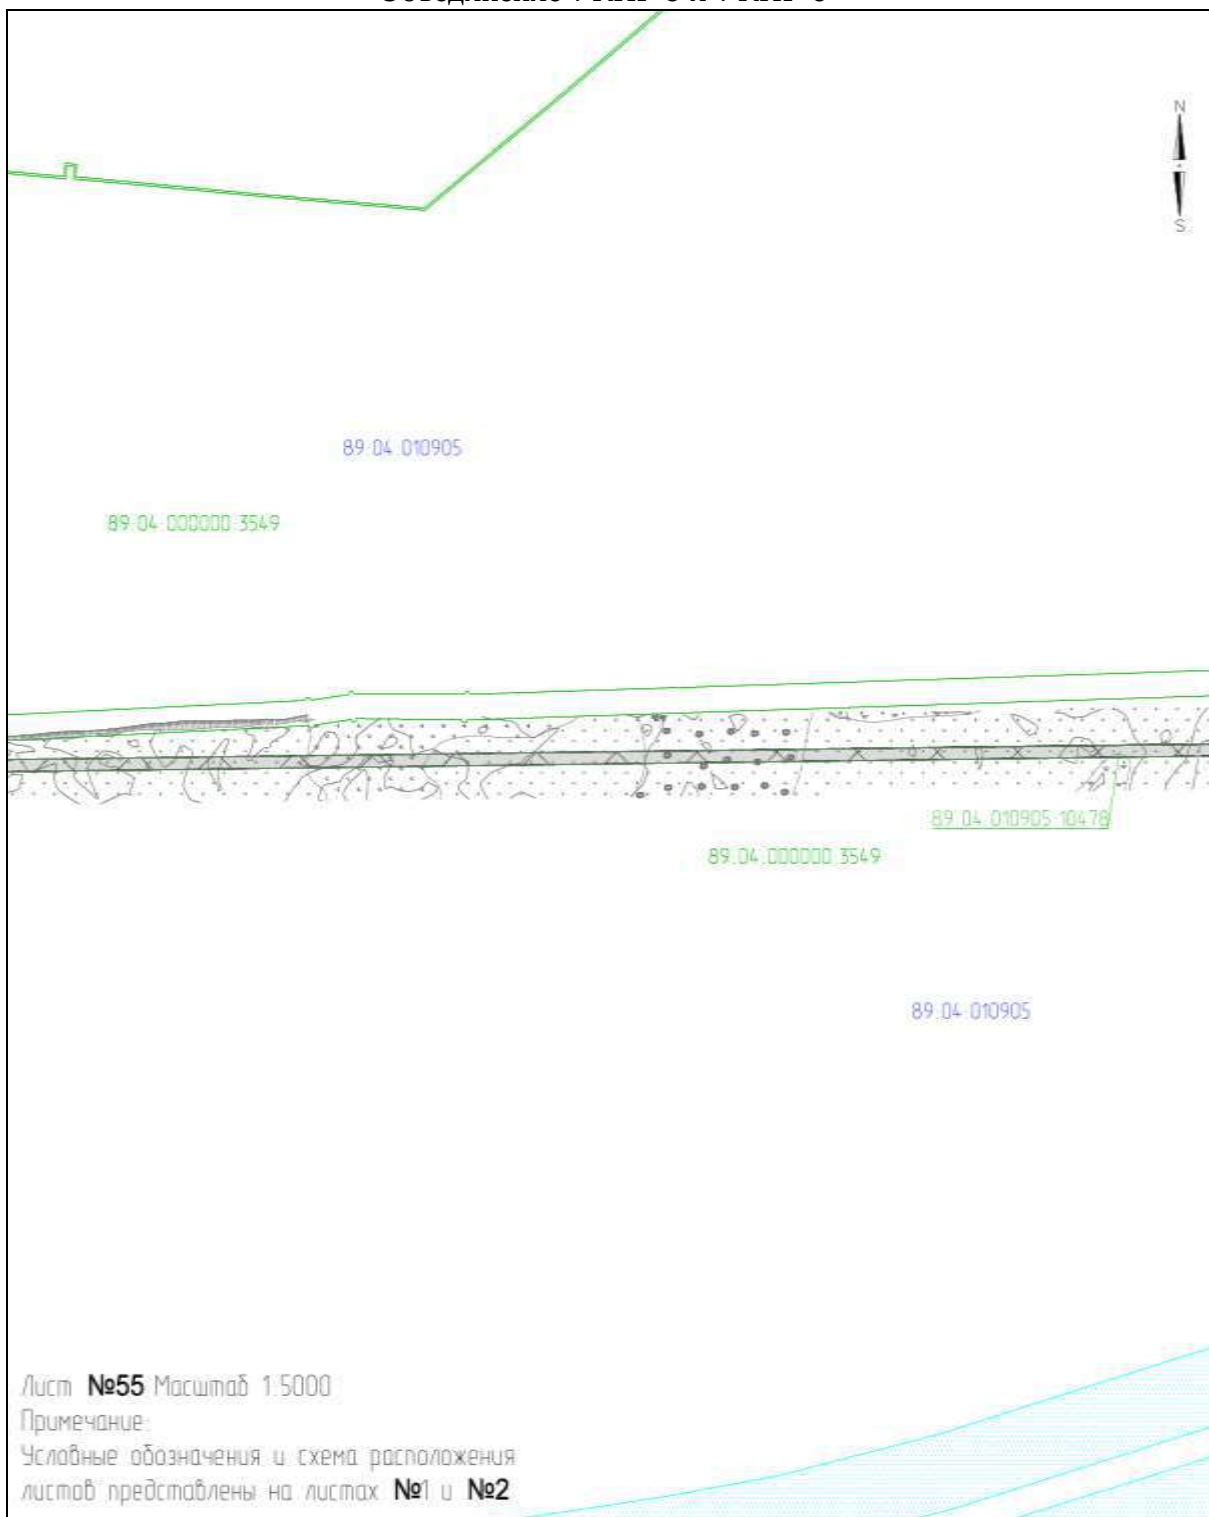 N
S
89:04:010905
89:04:000000:3549
89:04:010905:10478
89:04:000000:3549
89:04:010905
Лист №55 Масштаб 1:5000
Примечание:
Условные обозначения и схема расположения
листов представлены на листах №1 и №2